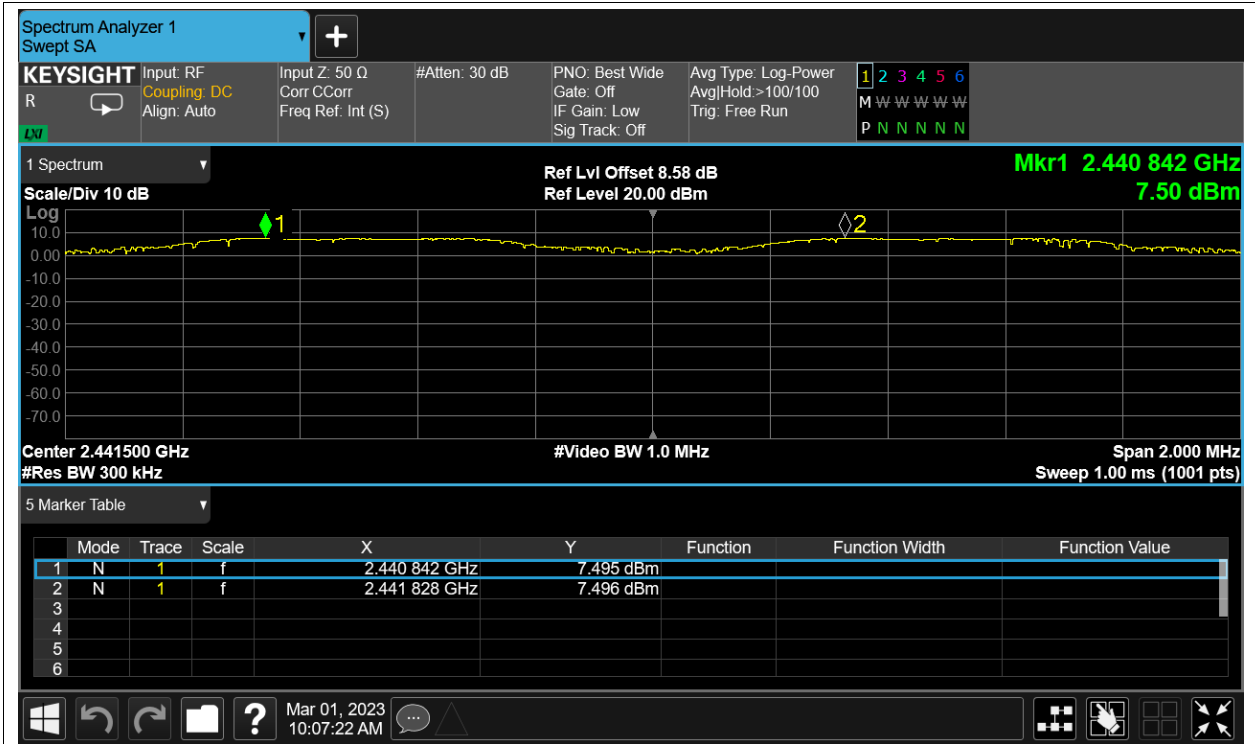 Spectrum Analyzer 1
Swept SA
KEYSIGHT Input: RF Input Z: 50 Ω #Atten: 30 dB PNO: Best Wide Avg Type: Log-Power 1 2 3 4 5 6
R Coupling: DC Corr CCorr Gate: Off Avg|Hold:>100/100 M W W W W W
Align: Auto Freq Ref: Int (S) IF Gain: Low Trig: Free Run
LXI Sig Track: Off P N N N N N
1 Spectrum Ref Lvl Offset 8.58 dB Mkr1 2.440 842 GHz
Scale/Div 10 dB Ref Level 20.00 dBm 7.50 dBm
Log
1 2
10.0
0.00
-10.0
-20.0
-30.0
-40.0
-50.0
-60.0
-70.0
Center 2.441500 GHz #Video BW 1.0 MHz Span 2.000 MHz
#Res BW 300 kHz Sweep 1.00 ms (1001 pts)
5 Marker Table
Mode Trace Scale X Y Function Function Width Function Value
1 N 1 f 2.440 842 GHz 7.495 dBm
2 N 1 f 2.441 828 GHz 7.496 dBm
3
4
5
6
? Mar 01, 2023
10:07:22 AM